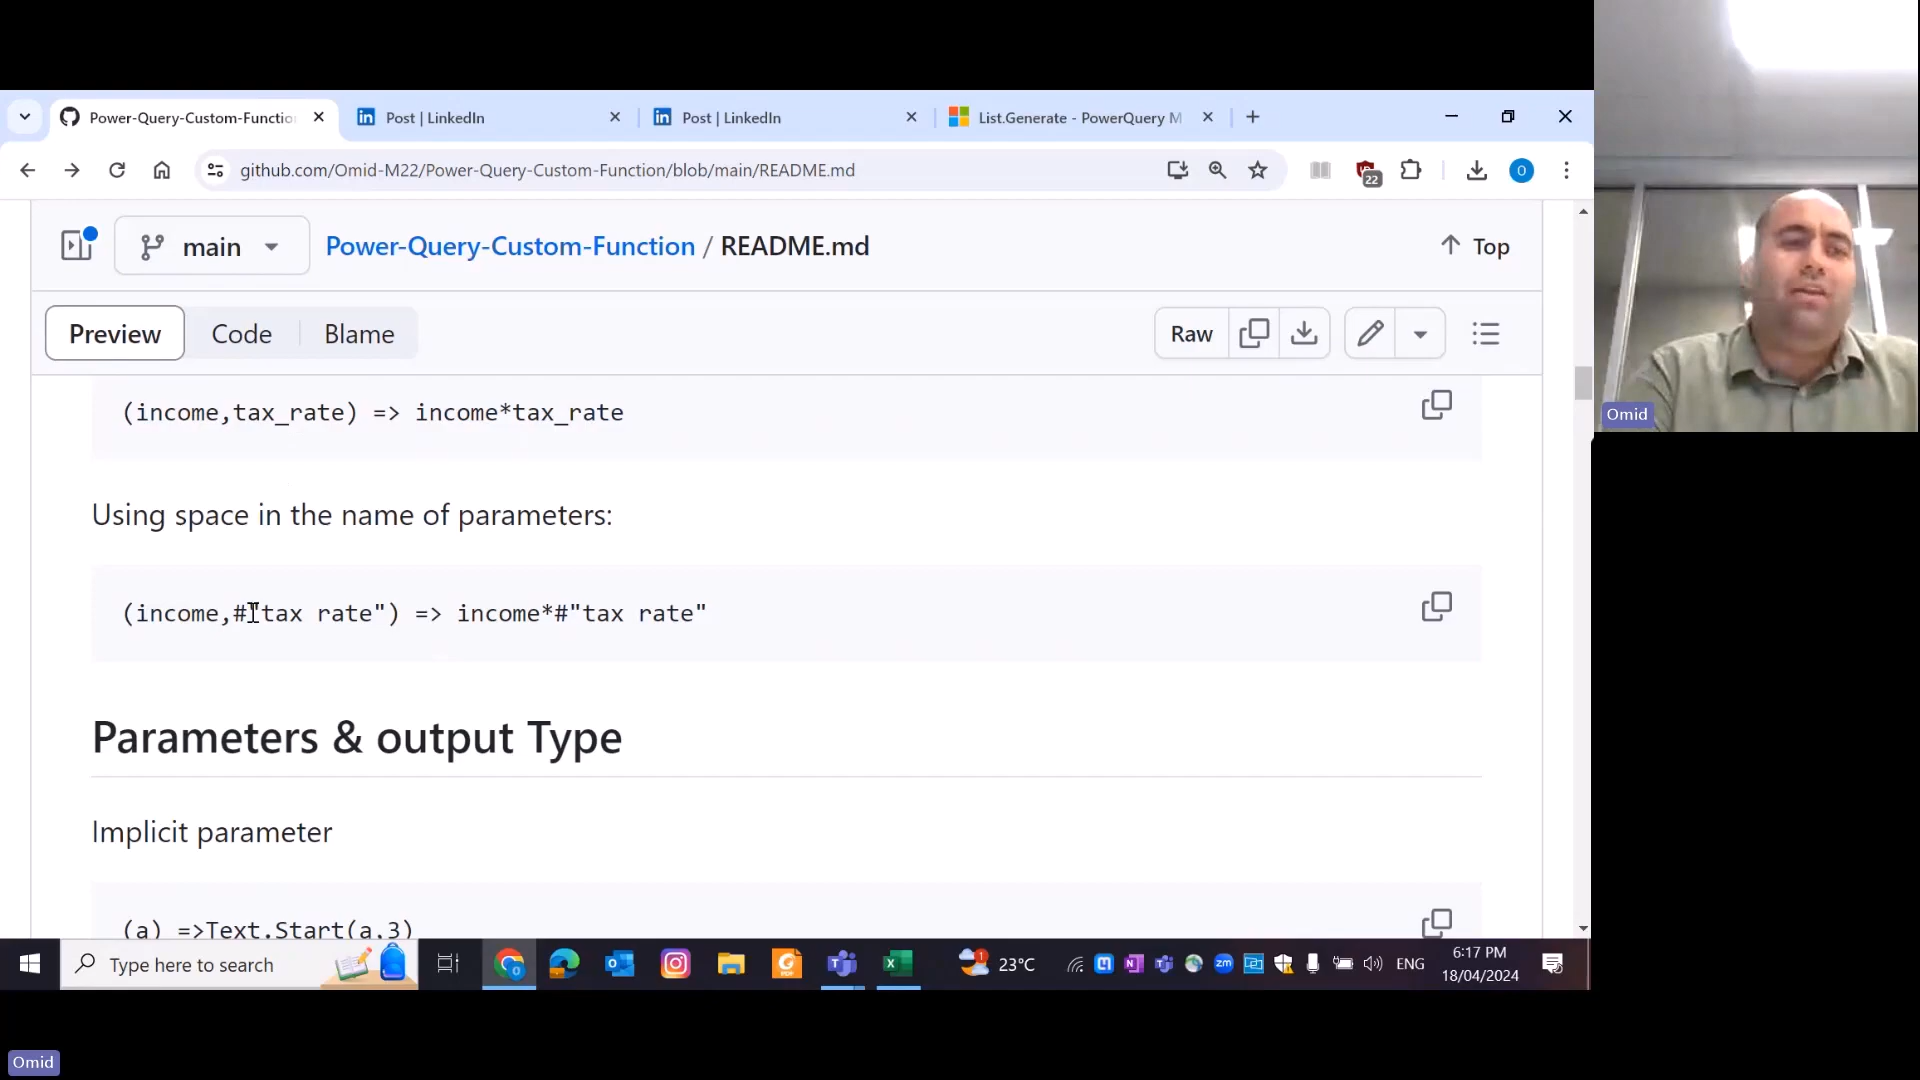 Power-Query-Custom-Functio
Post | LinkedIn
Post | LinkedIn
List.Generate - PowerQuery M
github.com/Omid-M22/Power-Query-Custom-Function/blob/main/README.md
22
O
main
Power-Query-Custom-Function / README.md
Top
Preview
Code
Blame
Raw
(income,tax_rate) => income*tax_rate
Using space in the name of parameters:
(income,#"tax rate") => income*#"tax rate"
Parameters & output Type
Implicit parameter
(a) =>Text.Start(a,3)
Type here to search
1
23°C
ENG
6:17 PM
18/04/2024
Omid
Omid